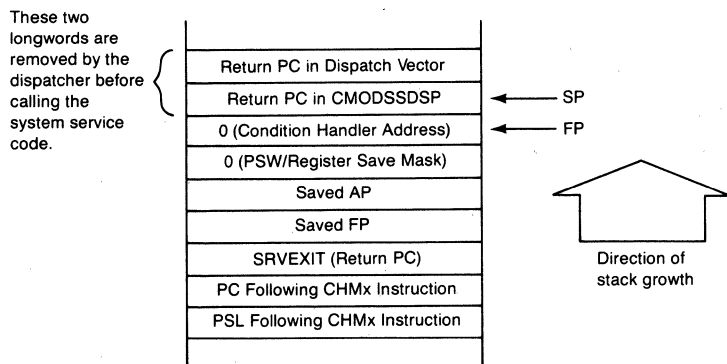 These two
longwords are
removed by the
dispatcher before
calling the
system service
code.
Return PC in Dispatch Vector
Return PC in CMODSSDSP
SP
0 (Condition Handler Address)
FP
0 (PSW/Register Save Mask)
Saved AP
Saved FP
SRVEXIT (Return PC)
PC Following CHMx Instruction
PSL Following CHMx Instruction
Direction of
stack growth